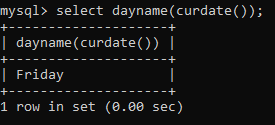 mysql> select dayname(curdate());
+--------------------+
| dayname(curdate()) |
+--------------------+
| Friday             |
+--------------------+
1 row in set (0.00 sec)